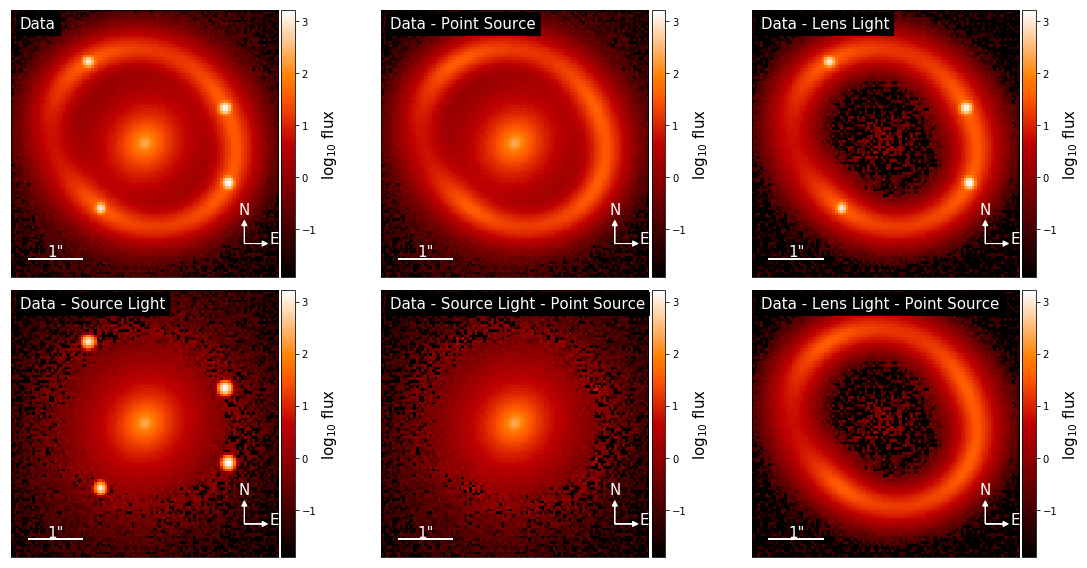 Data
N
E
1"
3
2
1
0
−1
log₁₀ flux
Data - Point Source
N
E
1"
3
2
1
0
−1
log₁₀ flux
Data - Lens Light
N
E
1"
3
2
1
0
−1
log₁₀ flux
Data - Source Light
N
E
1"
3
2
1
0
−1
log₁₀ flux
Data - Source Light - Point Source
N
E
1"
3
2
1
0
−1
log₁₀ flux
Data - Lens Light - Point Source
N
E
1"
3
2
1
0
−1
log₁₀ flux